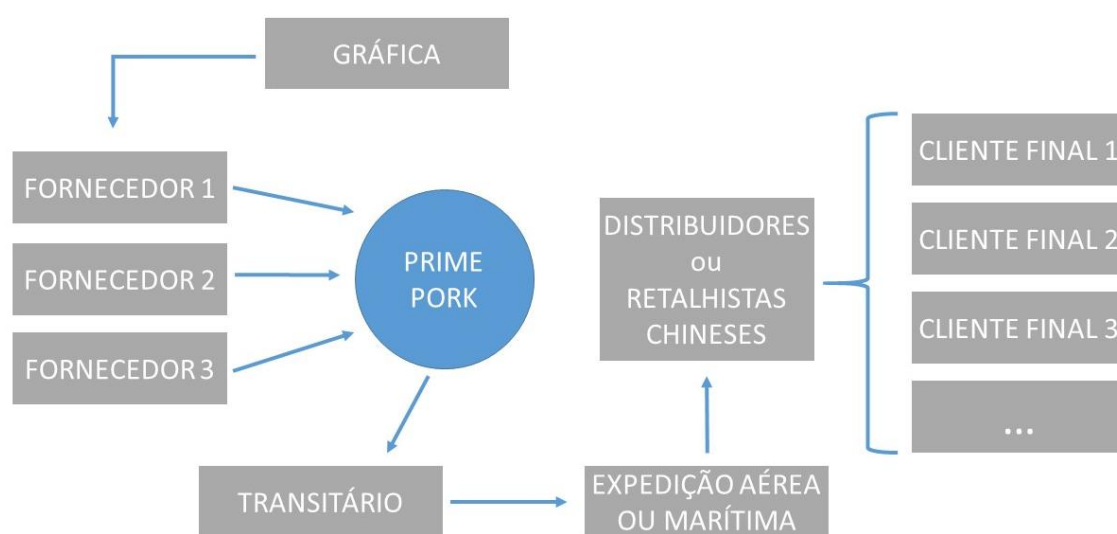 GRÁFICA
FORNECEDOR 1
FORNECEDOR 2
FORNECEDOR 3
PRIME
PORK
TRANSITÁRIO
EXPEDIÇÃO AÉREA
OU MARÍTIMA
DISTRIBUIDORES
ou
RETALHISTAS
CHINESES
CLIENTE FINAL 1
CLIENTE FINAL 2
CLIENTE FINAL 3
...